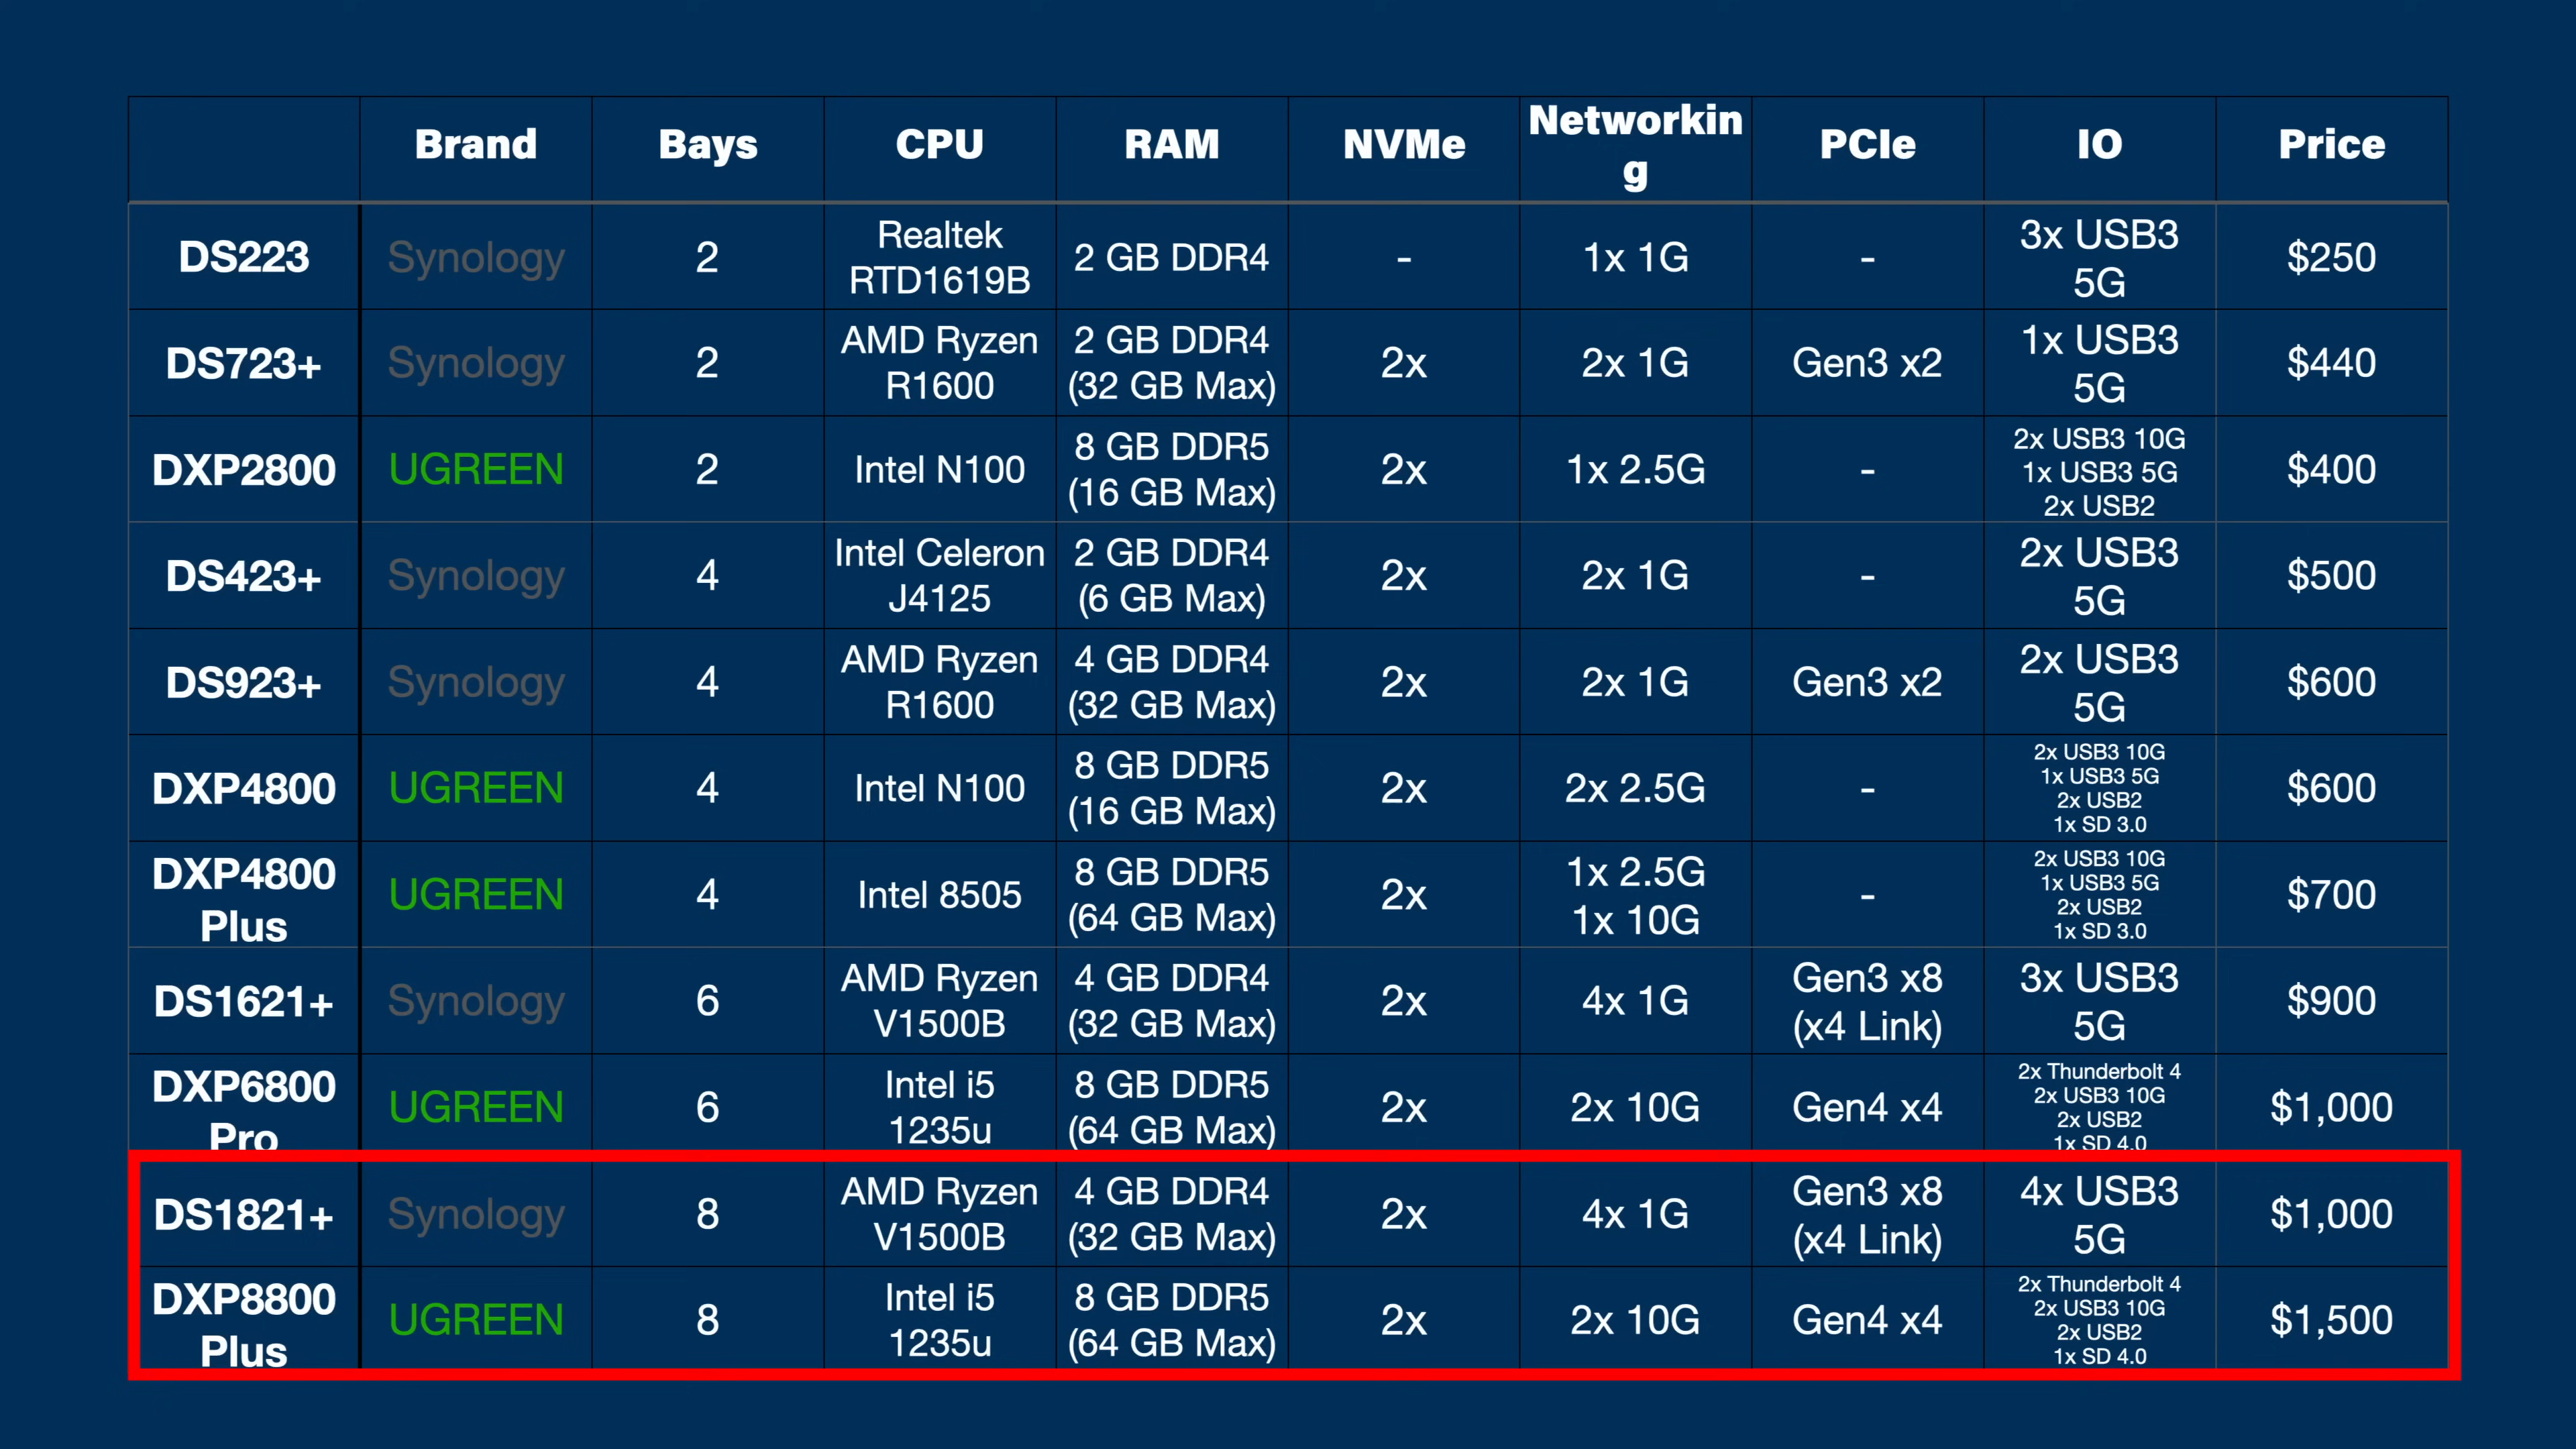 Brand Bays CPU RAM NVMe Networkin PCIe IO Price
g
DS223 Synology 2 Realtek 2 GB DDR4 - 1x 1G - 3x USB3 $250
RTD1619B 5G
DS723+ Synology 2 AMD Ryzen 2 GB DDR4 2x 2x 1G Gen3 x2 1x USB3 $440
R1600 (32 GB Max) 5G
DXP2800 UGREEN 2 Intel N100 8 GB DDR5 2x 1x 2.5G - 2x USB3 10G $400
(16 GB Max) 1x USB3 5G
2x USB2
DS423+ Synology 4 Intel Celeron 2 GB DDR4 2x 2x 1G - 2x USB3 $500
J4125 (6 GB Max) 5G
DS923+ Synology 4 AMD Ryzen 4 GB DDR4 2x 2x 1G Gen3 x2 2x USB3 $600
R1600 (32 GB Max) 5G
DXP4800 UGREEN 4 Intel N100 8 GB DDR5 2x 2x 2.5G - 2x USB3 10G $600
(16 GB Max) 1x USB3 5G
2x USB2
1x SD 3.0
DXP4800 UGREEN 4 Intel 8505 8 GB DDR5 2x 1x 2.5G - 2x USB3 10G $700
Plus (64 GB Max) 1x 10G 1x USB3 5G
2x USB2
1x SD 3.0
DS1621+ Synology 6 AMD Ryzen 4 GB DDR4 2x 4x 1G Gen3 x8 3x USB3 $900
V1500B (32 GB Max) (x4 Link) 5G
DXP6800 UGREEN 6 Intel i5 8 GB DDR5 2x 2x 10G Gen4 x4 2x Thunderbolt 4 $1,000
Pro 1235u (64 GB Max) 2x USB3 10G
2x USB2
1x SD 4.0
DS1821+ Synology 8 AMD Ryzen 4 GB DDR4 2x 4x 1G Gen3 x8 4x USB3 $1,000
V1500B (32 GB Max) (x4 Link) 5G
DXP8800 UGREEN 8 Intel i5 8 GB DDR5 2x 2x 10G Gen4 x4 2x Thunderbolt 4 $1,500
Plus 1235u (64 GB Max) 2x USB3 10G
2x USB2
1x SD 4.0